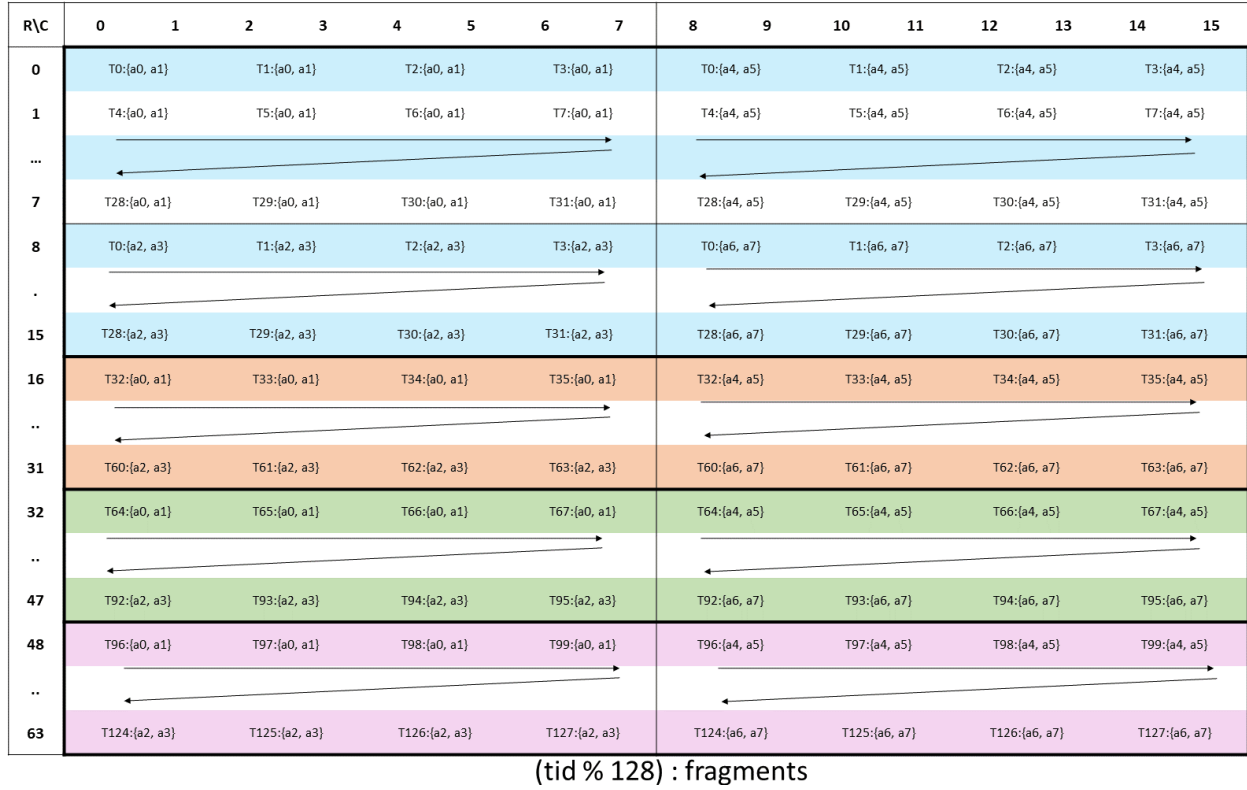 R\C 0 1 2 3 4 5 6 7 8 9 10 11 12 13 14 15
0 T0:{a0, a1} T1:{a0, a1} T2:{a0, a1} T3:{a0, a1} T0:{a4, a5} T1:{a4, a5} T2:{a4, a5} T3:{a4, a5}
1 T4:{a0, a1} T5:{a0, a1} T6:{a0, a1} T7:{a0, a1} T4:{a4, a5} T5:{a4, a5} T6:{a4, a5} T7:{a4, a5}
...
7 T28:{a0, a1} T29:{a0, a1} T30:{a0, a1} T31:{a0, a1} T28:{a4, a5} T29:{a4, a5} T30:{a4, a5} T31:{a4, a5}
8 T0:{a2, a3} T1:{a2, a3} T2:{a2, a3} T3:{a2, a3} T0:{a6, a7} T1:{a6, a7} T2:{a6, a7} T3:{a6, a7}
.
15 T28:{a2, a3} T29:{a2, a3} T30:{a2, a3} T31:{a2, a3} T28:{a6, a7} T29:{a6, a7} T30:{a6, a7} T31:{a6, a7}
16 T32:{a0, a1} T33:{a0, a1} T34:{a0, a1} T35:{a0, a1} T32:{a4, a5} T33:{a4, a5} T34:{a4, a5} T35:{a4, a5}
..
31 T60:{a2, a3} T61:{a2, a3} T62:{a2, a3} T63:{a2, a3} T60:{a6, a7} T61:{a6, a7} T62:{a6, a7} T63:{a6, a7}
32 T64:{a0, a1} T65:{a0, a1} T66:{a0, a1} T67:{a0, a1} T64:{a4, a5} T65:{a4, a5} T66:{a4, a5} T67:{a4, a5}
..
47 T92:{a2, a3} T93:{a2, a3} T94:{a2, a3} T95:{a2, a3} T92:{a6, a7} T93:{a6, a7} T94:{a6, a7} T95:{a6, a7}
48 T96:{a0, a1} T97:{a0, a1} T98:{a0, a1} T99:{a0, a1} T96:{a4, a5} T97:{a4, a5} T98:{a4, a5} T99:{a4, a5}
..
63 T124:{a2, a3} T125:{a2, a3} T126:{a2, a3} T127:{a2, a3} T124:{a6, a7} T125:{a6, a7} T126:{a6, a7} T127:{a6, a7}
(tid % 128) : fragments